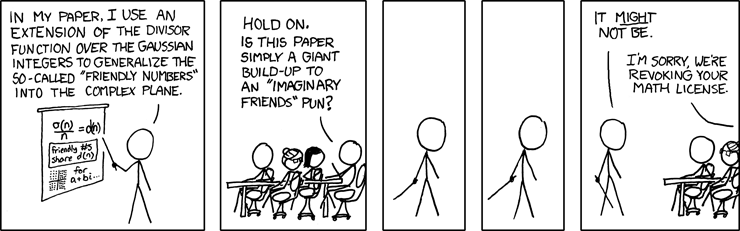 IN MY PAPER, I USE AN
EXTENSION OF THE DIVISOR
FUNCTION OVER THE GAUSSIAN
INTEGERS TO GENERALIZE THE
SO-CALLED "FRIENDLY NUMBERS"
INTO THE COMPLEX PLANE.
σ(n)/n = d(n)
friendly #s
share d(n)
for
a+bi...
HOLD ON.
IS THIS PAPER
SIMPLY A GIANT
BUILD-UP TO
AN "IMAGINARY
FRIENDS" PUN?
IT MIGHT
NOT BE.
I'M SORRY, WE'RE
REVOKING YOUR
MATH LICENSE.